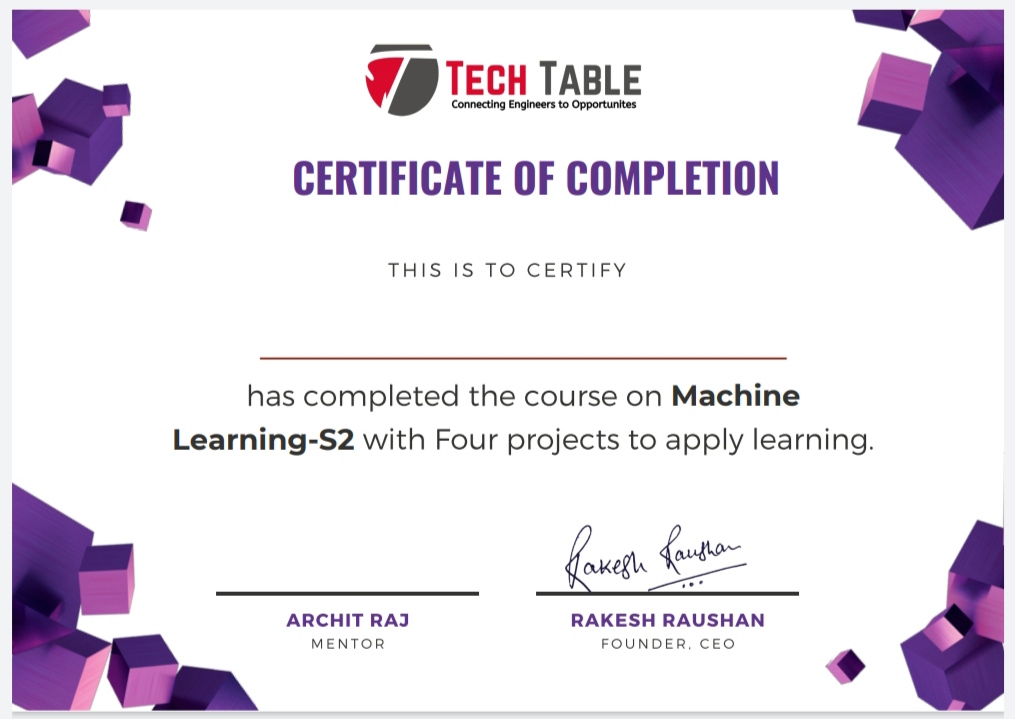 TECH TABLE
Connecting Engineers to Opportunites
CERTIFICATE OF COMPLETION
THIS IS TO CERTIFY
has completed the course on Machine
Learning-S2 with Four projects to apply learning.
Rakesh Raushan
ARCHIT RAJ
RAKESH RAUSHAN
MENTOR
FOUNDER, CEO